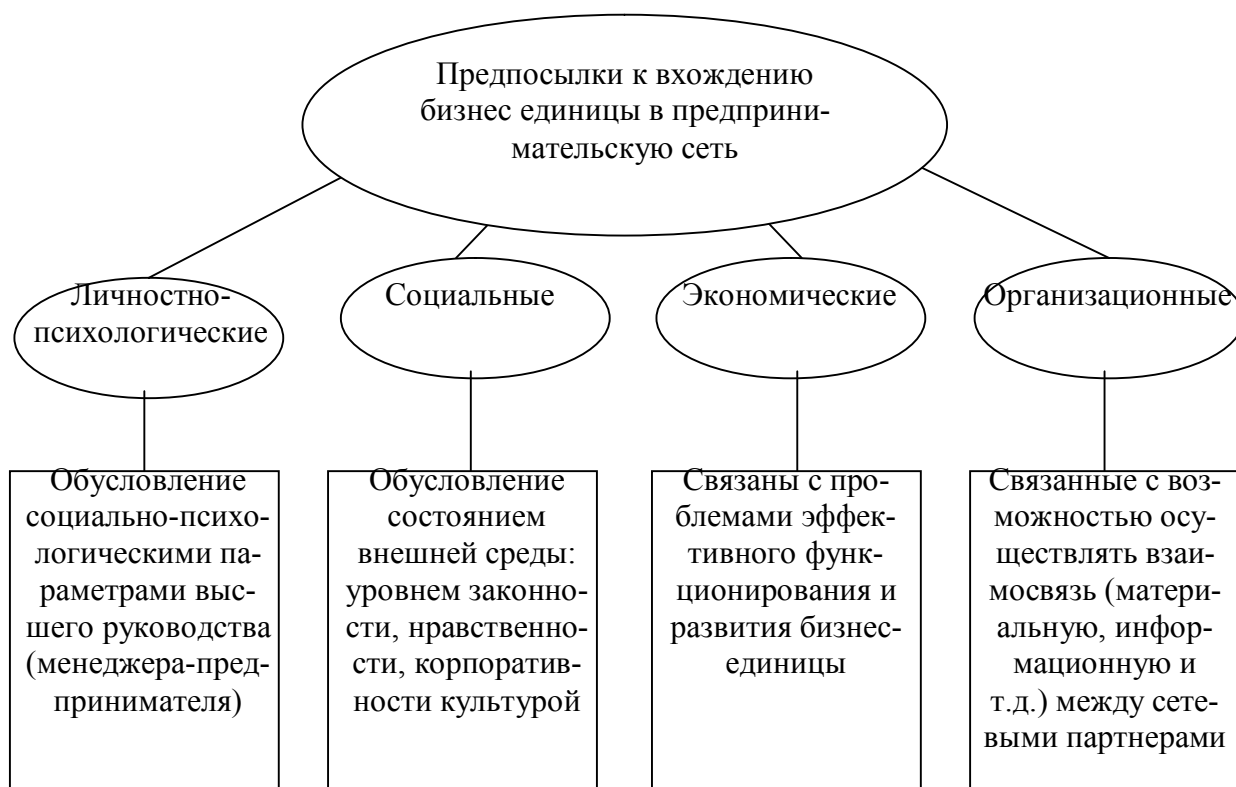 Предпосылки к вхождению
бизнес единицы в предприни-
мательскую сеть
Личностно-
психологические
Социальные
Экономические
Организационные
Обусловление
социально-психо-
логическими па-
раметрами выс-
шего руководства
(менеджера-пред-
принимателя)
Обусловление
состоянием
внешней среды:
уровнем законно-
сти, нравственно-
сти, корпоратив-
ности культурой
Связаны с про-
блемами эффек-
тивного функ-
ционирования и
развития бизнес-
единицы
Связанные с воз-
можностью осу-
ществлять взаи-
мосвязь (матери-
альную, инфор-
мационную и
т.д.) между сете-
выми партнерами